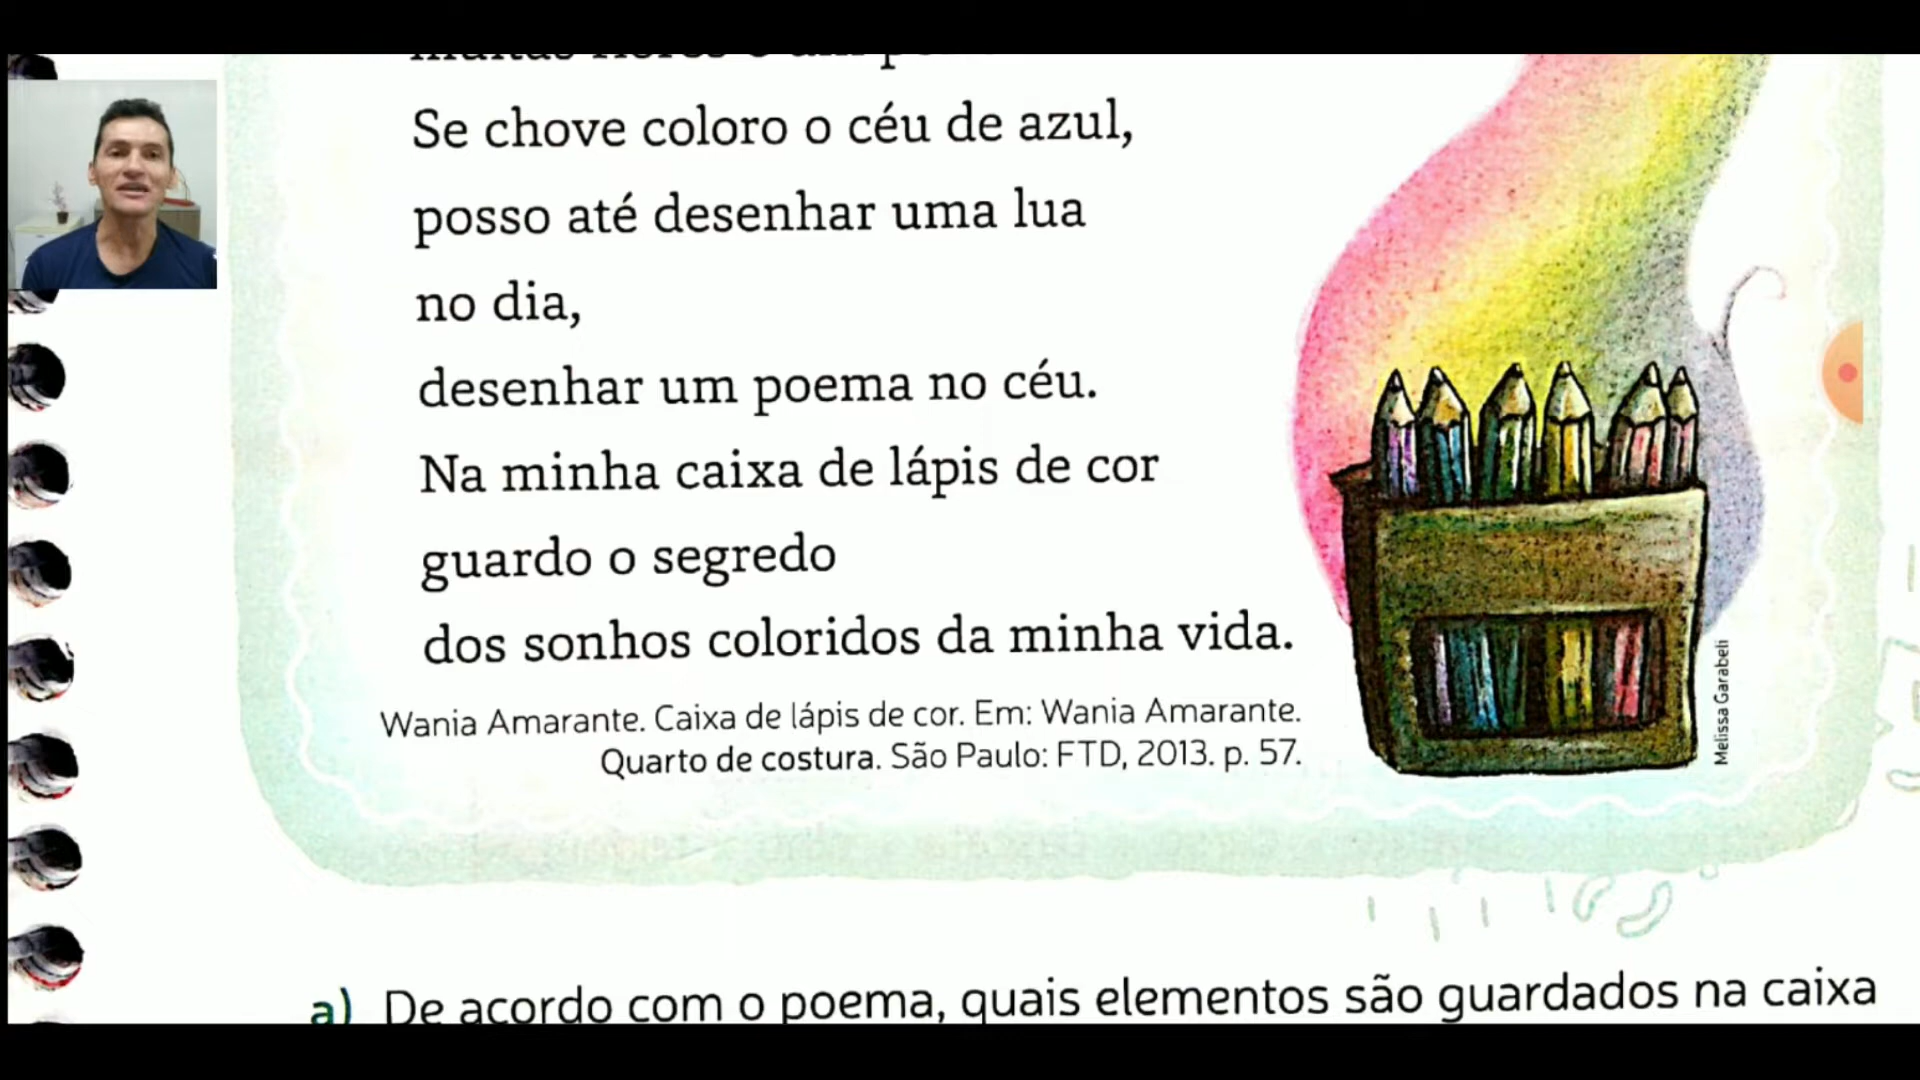 Se chove coloro o céu de azul,
posso até desenhar uma lua
no dia,
desenhar um poema no céu.
Na minha caixa de lápis de cor
guardo o segredo
dos sonhos coloridos da minha vida.
Wania Amarante. Caixa de lápis de cor. Em: Wania Amarante.
Quarto de costura. São Paulo: FTD, 2013. p. 57.
Melissa Garabeli
a) De acordo com o poema, quais elementos são guardados na caixa